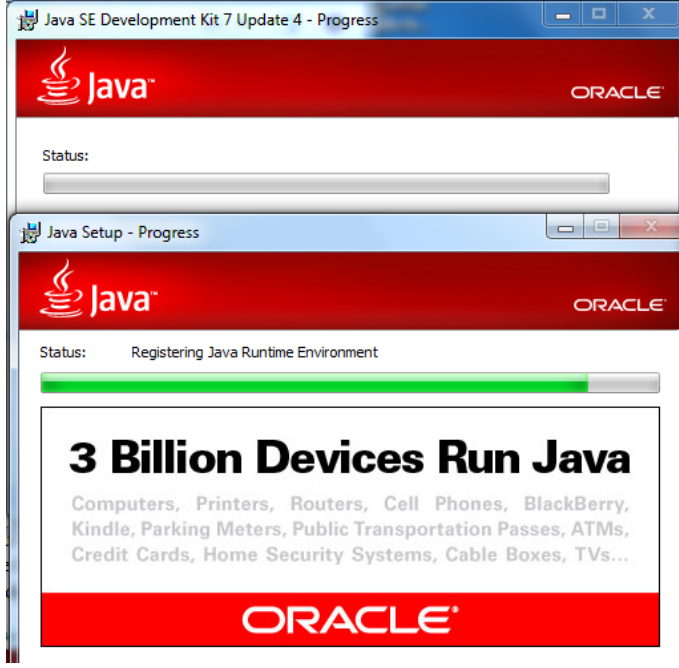 Java SE Development Kit 7 Update 4 - Progress
Java™
ORACLE®
Status:
Java Setup - Progress
Java™
ORACLE®
Status: Registering Java Runtime Environment
3 Billion Devices Run Java
Computers, Printers, Routers, Cell Phones, BlackBerry,
Kindle, Parking Meters, Public Transportation Passes, ATMs,
Credit Cards, Home Security Systems, Cable Boxes, TVs...
ORACLE®